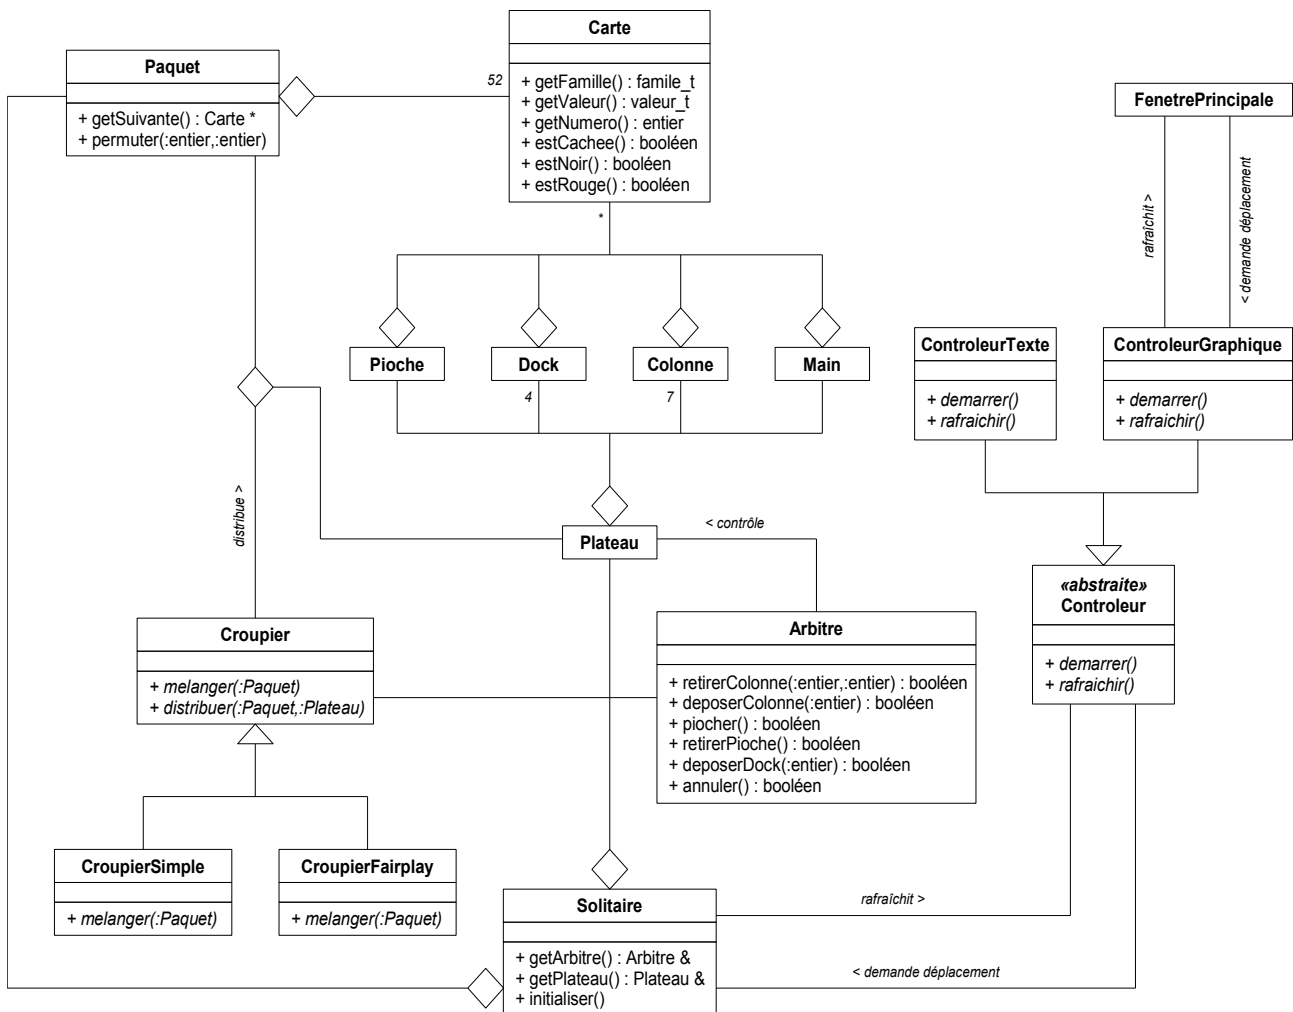 Carte
+ getFamille() : famile_t
+ getValeur() : valeur_t
+ getNumero() : entier
+ estCachee() : booléen
+ estNoir() : booléen
+ estRouge() : booléen
Paquet
+ getSuivante() : Carte *
+ permuter(:entier,:entier)
52
*
FenetrePrincipale
rafraîchit >
< demande déplacement
Pioche
Dock
Colonne
Main
4
7
ControleurTexte
+ demarrer()
+ rafraichir()
ControleurGraphique
+ demarrer()
+ rafraichir()
distribue >
Plateau
< contrôle
«abstraite»
Controleur
+ demarrer()
+ rafraichir()
Croupier
+ melanger(:Paquet)
+ distribuer(:Paquet,:Plateau)
Arbitre
+ retirerColonne(:entier,:entier) : booléen
+ deposerColonne(:entier) : booléen
+ piocher() : booléen
+ retirerPioche() : booléen
+ deposerDock(:entier) : booléen
+ annuler() : booléen
CroupierSimple
+ melanger(:Paquet)
CroupierFairplay
+ melanger(:Paquet)
Solitaire
+ getArbitre() : Arbitre &
+ getPlateau() : Plateau &
+ initialiser()
rafraîchit >
< demande déplacement